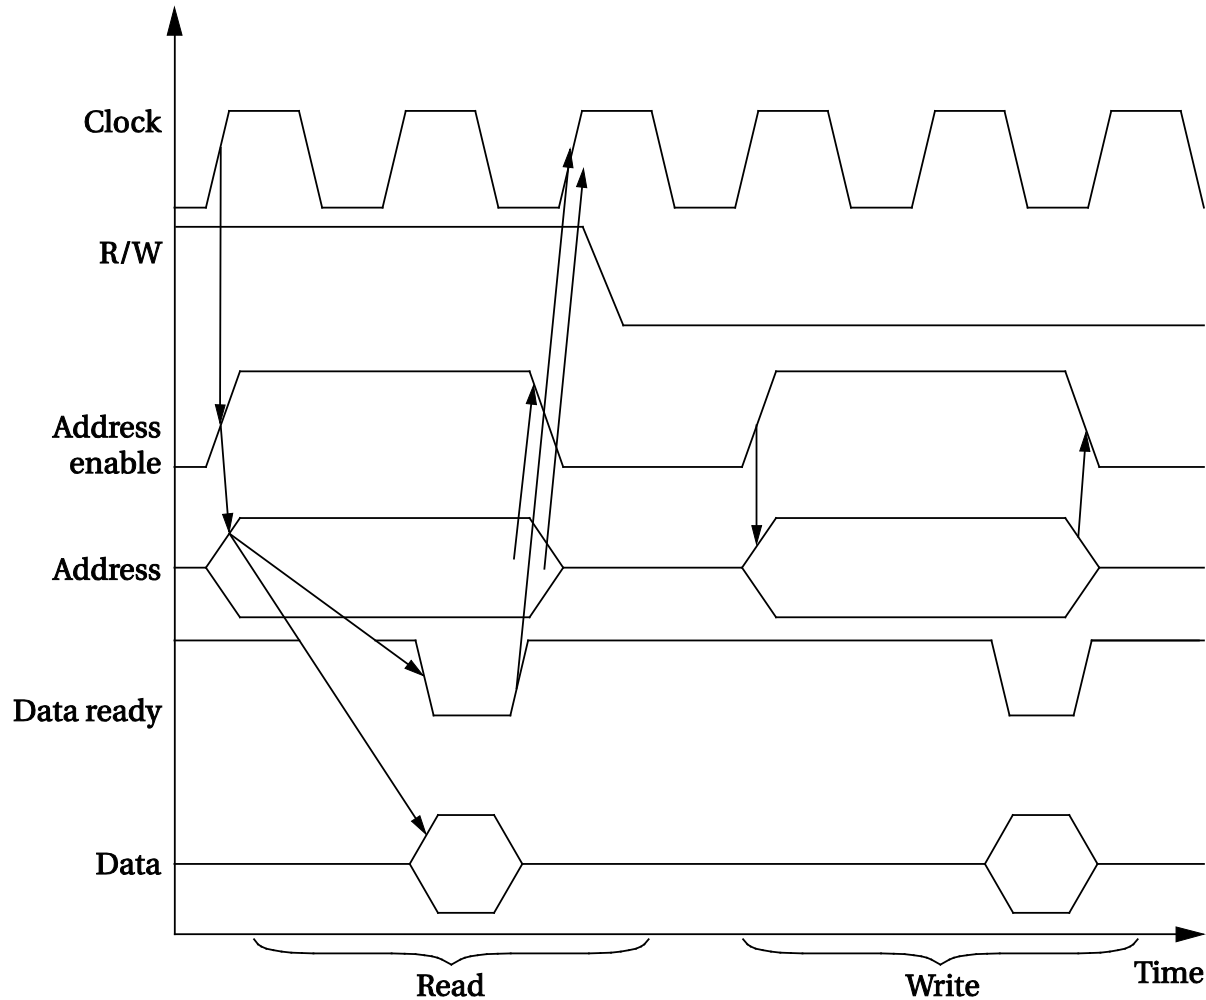 Clock
R/W
Address
enable
Address
Data ready
Data
Read
Write
Time